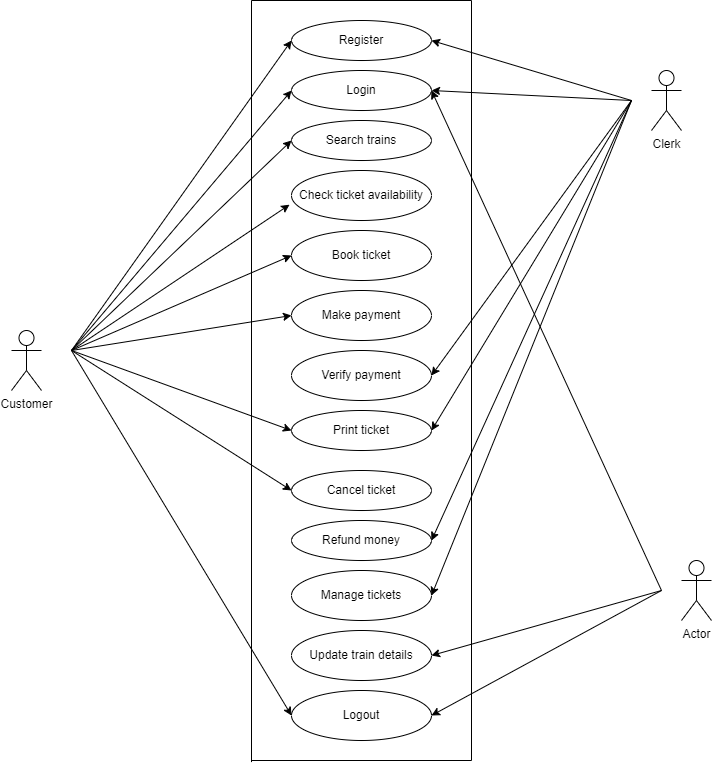 Register
Login
Clerk
Search trains
Check ticket availability
Book ticket
Make payment
Verify payment
Customer
Print ticket
Cancel ticket
Refund money
Manage tickets
Actor
Update train details
Logout